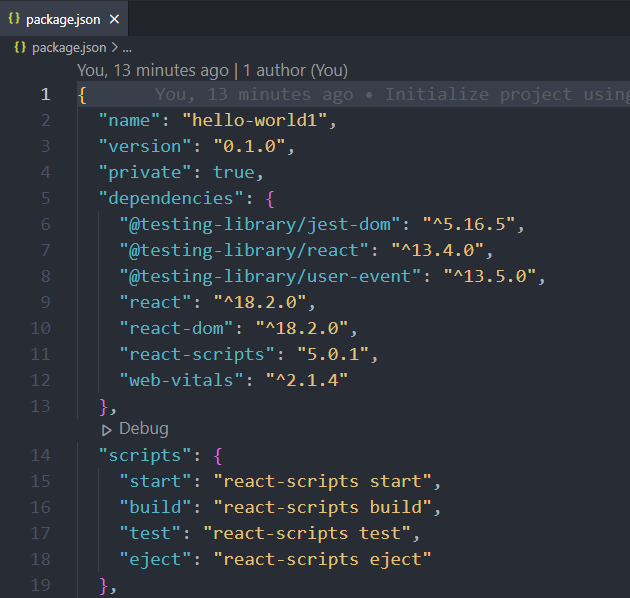 {} package.json ×
{} package.json > ...
You, 13 minutes ago | 1 author (You)
1 { You, 13 minutes ago • Initialize project using
2 "name": "hello-world1",
3 "version": "0.1.0",
4 "private": true,
5 "dependencies": {
6 "@testing-library/jest-dom": "^5.16.5",
7 "@testing-library/react": "^13.4.0",
8 "@testing-library/user-event": "^13.5.0",
9 "react": "^18.2.0",
10 "react-dom": "^18.2.0",
11 "react-scripts": "5.0.1",
12 "web-vitals": "^2.1.4"
13 },
Debug
14 "scripts": {
15 "start": "react-scripts start",
16 "build": "react-scripts build",
17 "test": "react-scripts test",
18 "eject": "react-scripts eject"
19 },